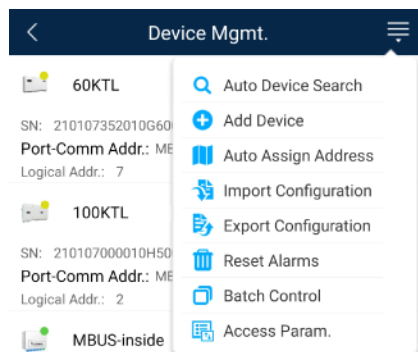 Device Mgmt.
60KTL
SN: 210107352010G60
Port-Comm Addr.: ME
Logical Addr.: 7
100KTL
SN: 210107000010H50
Port-Comm Addr.: ME
Logical Addr.: 2
MBUS-inside
Auto Device Search
Add Device
Auto Assign Address
Import Configuration
Export Configuration
Reset Alarms
Batch Control
Access Param.